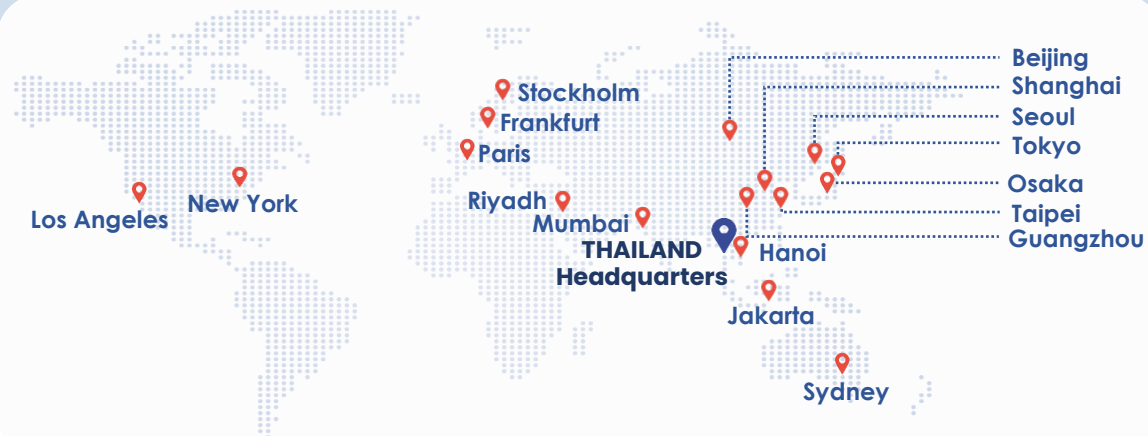 Beijing
Shanghai
Stockholm
Seoul
Frankfurt
Tokyo
Paris
Osaka
Riyadh
New York
Los Angeles
Mumbai
Taipei
Guangzhou
THAILAND
Headquarters
Hanoi
Jakarta
Sydney